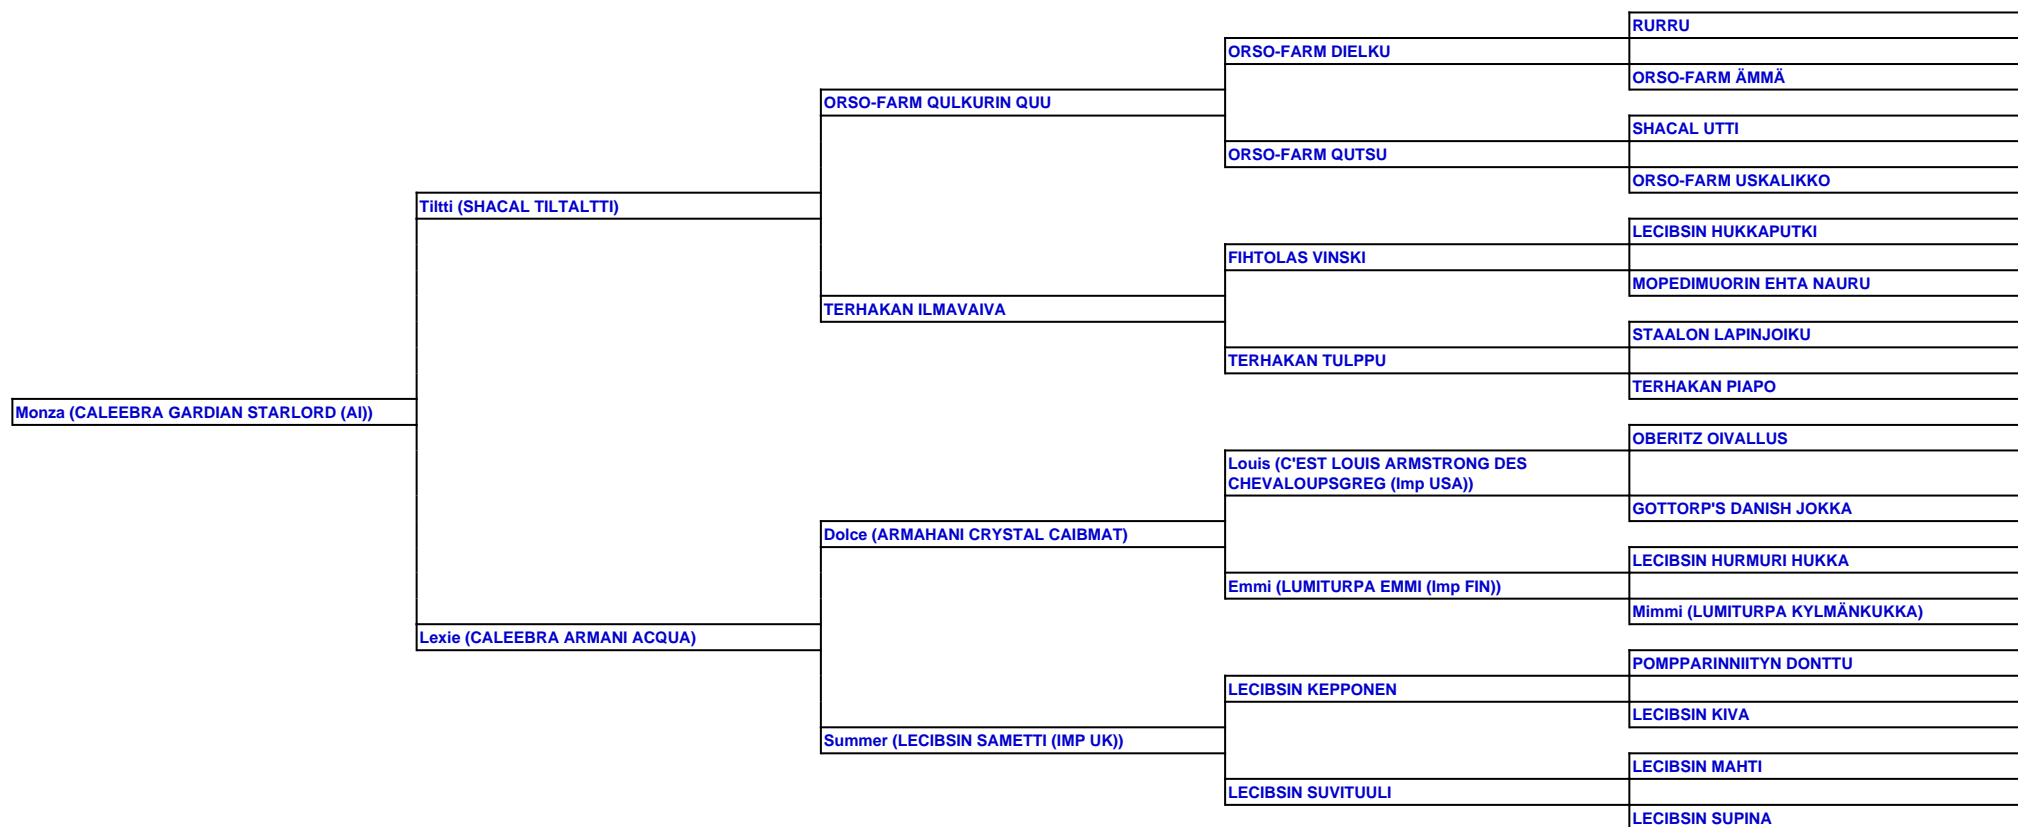 RURRU
ORSO-FARM DIELKU
ORSO-FARM ÄMMÄ
ORSO-FARM QULKURIN QUU
SHACAL UTTI
ORSO-FARM QUTSU
ORSO-FARM USKALIKKO
Tiltti (SHACAL TILTALTTI)
LECIBSIN HUKKAPUTKI
FIHTOLAS VINSKI
MOPEDIMUORIN EHTA NAURU
TERHAKAN ILMAVAIVA
STAALON LAPINJOIKU
TERHAKAN TULPPU
TERHAKAN PIAPO
Monza (CALEEBRA GARDIAN STARLORD (AI))
OBERITZ OIVALLUS
Louis (C'EST LOUIS ARMSTRONG DES
CHEVALOUPSGREG (Imp USA))
GOTTORP'S DANISH JOKKA
Dolce (ARMAHANI CRYSTAL CAIBMAT)
LECIBSIN HURMURI HUKKA
Emmi (LUMITURPA EMMI (Imp FIN))
Mimmi (LUMITURPA KYLMÄNKUKKA)
Lexie (CALEEBRA ARMANI ACQUA)
POMPPARINNIITYN DONTTU
LECIBSIN KEPPONEN
LECIBSIN KIVA
Summer (LECIBSIN SAMETTI (IMP UK))
LECIBSIN MAHTI
LECIBSIN SUVITUULI
LECIBSIN SUPINA